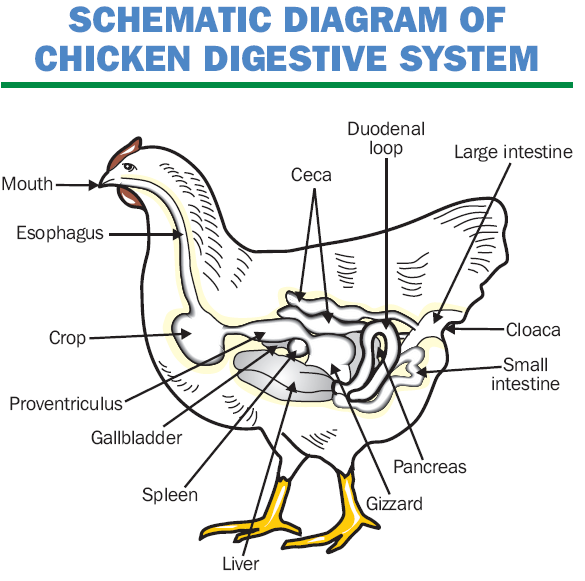 SCHEMATIC DIAGRAM OF
CHICKEN DIGESTIVE SYSTEM
Duodenal
loop
Large intestine
Ceca
Mouth
Esophagus
Crop
Cloaca
Small
intestine
Proventriculus
Gallbladder
Pancreas
Spleen
Gizzard
Liver